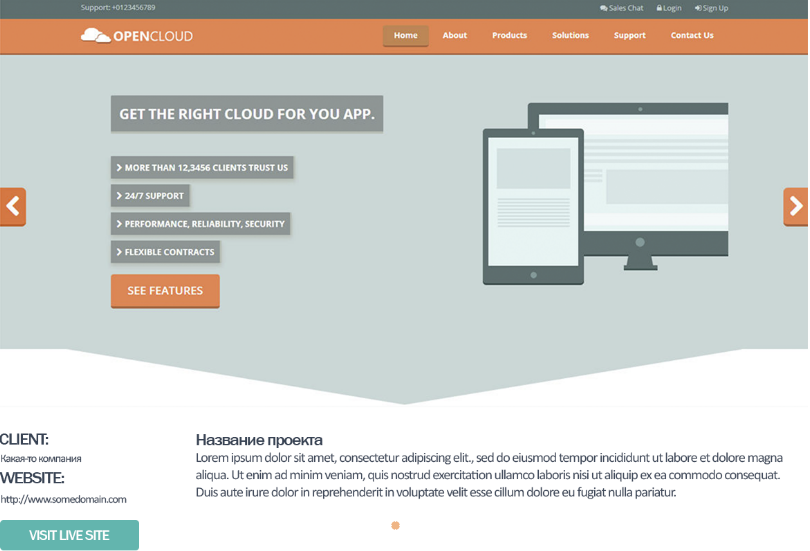 Support: +0123456789
Sales Chat Login Sign Up
OPENCLOUD
Home About Products Solutions Support Contact Us
GET THE RIGHT CLOUD FOR YOU APP.
MORE THAN 12,3456 CLIENTS TRUST US
24/7 SUPPORT
PERFORMANCE, RELIABILITY, SECURITY
FLEXIBLE CONTRACTS
SEE FEATURES
CLIENT:
Какая-то компания
WEBSITE:
http://www.somedomain.com
VISIT LIVE SITE
Название проекта
Lorem ipsum dolor sit amet, consectetur adipiscing elit., sed do eiusmod tempor incididunt ut labore et dolore magna
aliqua. Ut enim ad minim veniam, quis nostrud exercitation ullamco laboris nisi ut aliquip ex ea commodo consequat.
Duis aute irure dolor in reprehenderit in voluptate velit esse cillum dolore eu fugiat nulla pariatur.